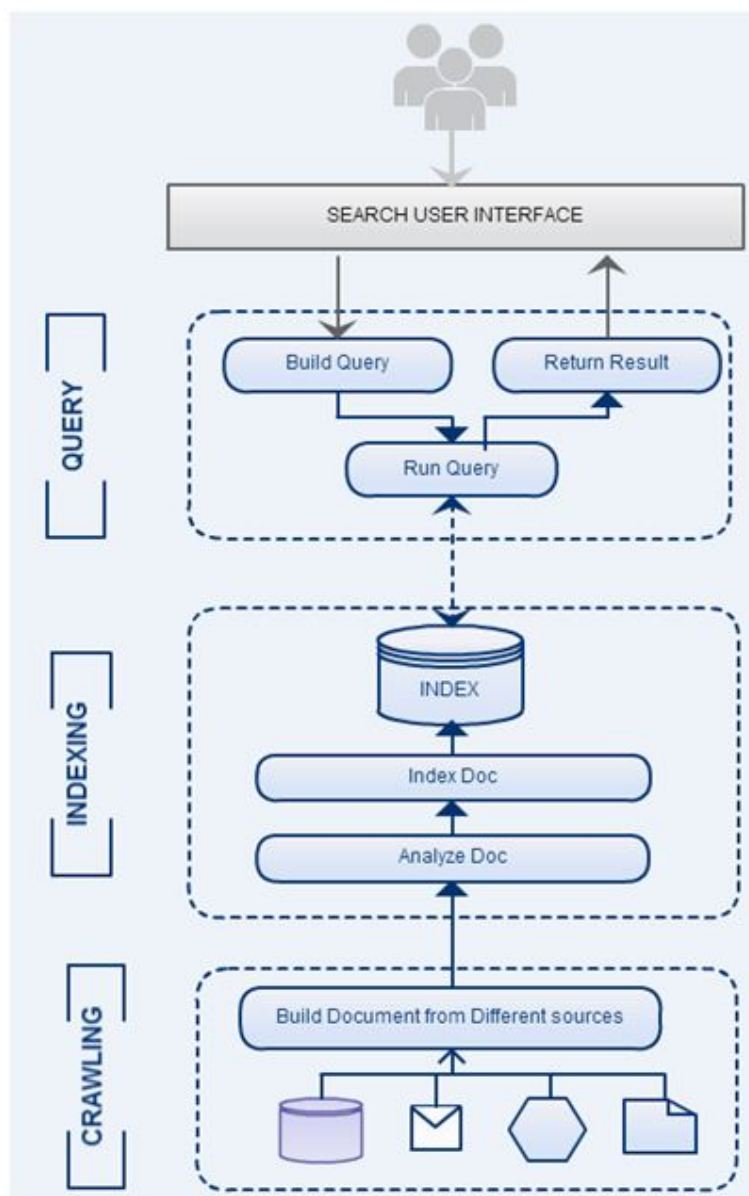 SEARCH USER INTERFACE
QUERY
Build Query
Return Result
Run Query
INDEXING
INDEX
Index Doc
Analyze Doc
CRAWLING
Build Document from Different sources